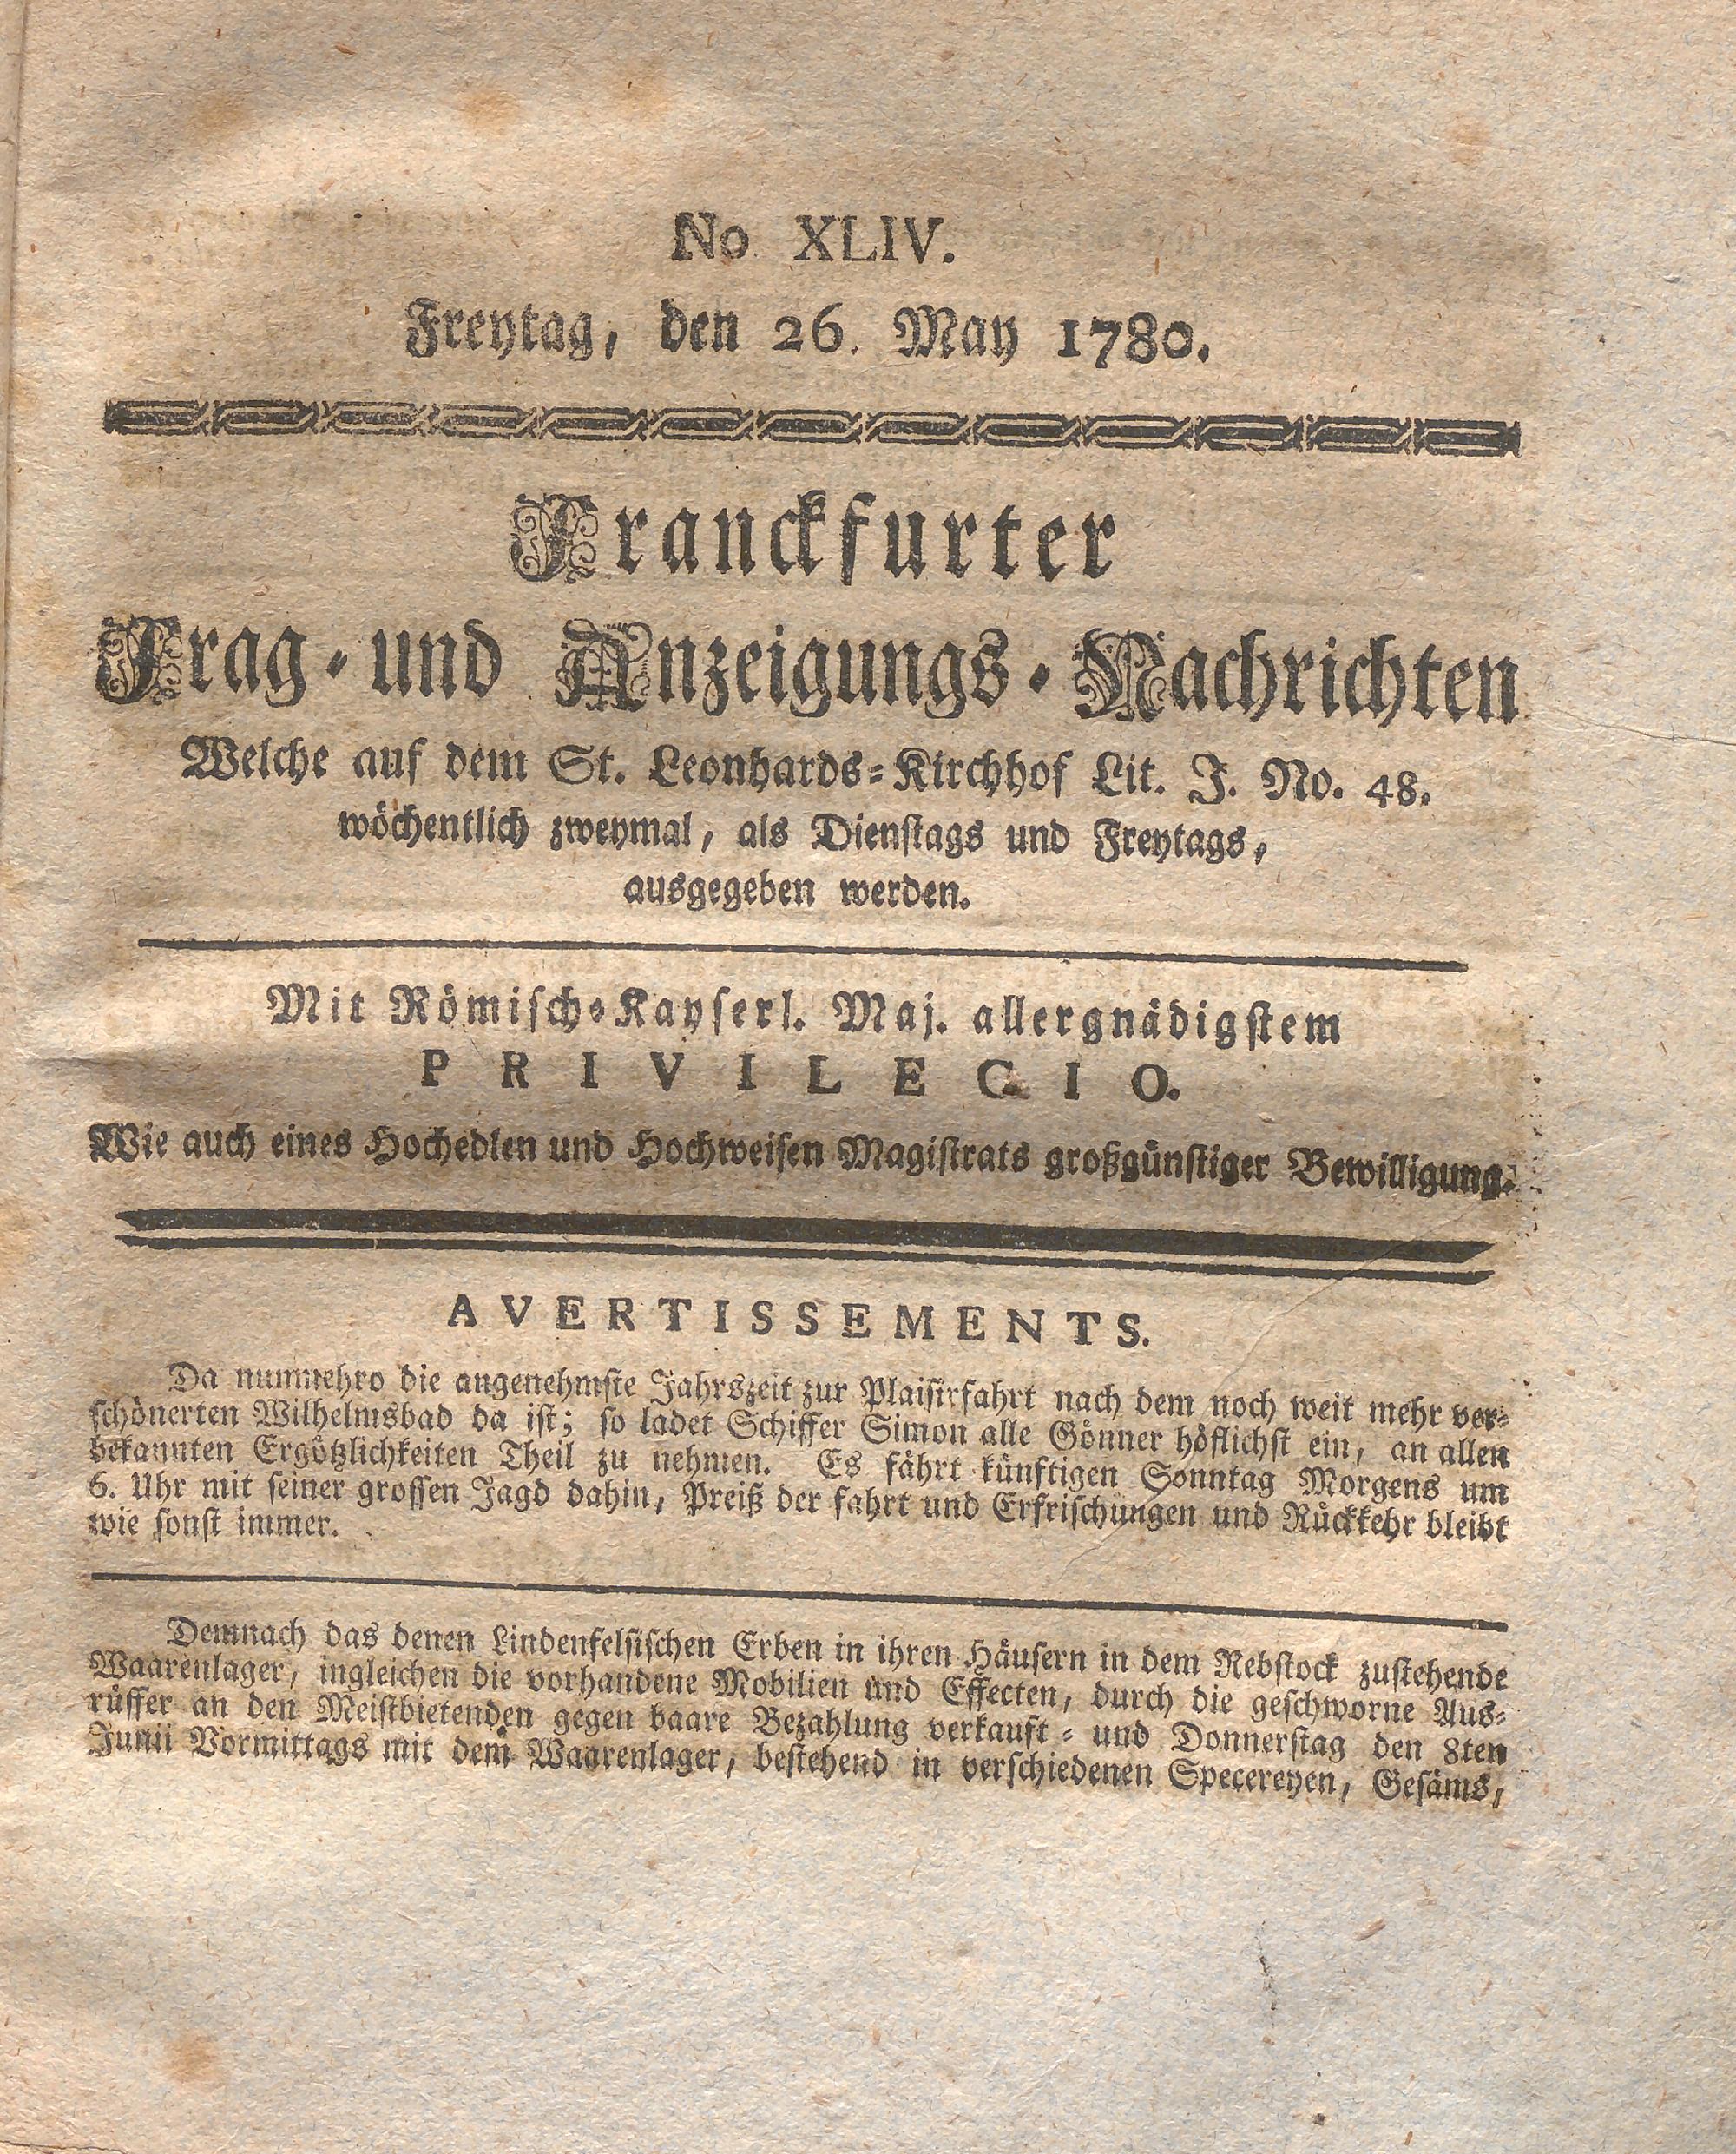 No XLIV.
Freytag, den 26. May 1780.
Franckfurter
Frag- und Anzeigungs-Nachrichten
Welche auf dem St. Leonhards-Kirchhof Lit. J. No. 48.
wöchentlich zweymal, als Dienstags und Freytags,
ausgegeben werden.
Mit Römisch-Kayserl. Maj. allergnädigstem
PRIVILEGIO.
Wie auch eines Hochedlen und Hochweisen Magistrats großgünstiger Bewilligung.
AVERTISSEMENTS.
Da nunmehro die angenehmste Jahrszeit zur Plaisirfahrt nach dem noch weit mehr ver-
schönerten Wilhelmsbad da ist; so ladet Schiffer Simon alle Gönner höflichst ein, an allen
bekannten Ergötzlichkeiten Theil zu nehmen. Es fährt künftigen Sonntag Morgens um
6. Uhr mit seiner grossen Jagd dahin, Preiß der fahrt und Erfrischungen und Rückkehr bleibt
wie sonst immer.
Demnach das denen Lindenfelsischen Erben in ihren Häusern in dem Rebstock zustehende
Waarenlager, ingleichen die vorhandene Mobilien und Effecten, durch die geschworne Aus-
rüffer an den Meistbietenden gegen baare Bezahlung verkauft - und Donnerstag den 8ten
Junii Vormittags mit dem Waarenlager, bestehend in verschiedenen Specereyen, Gesäms,